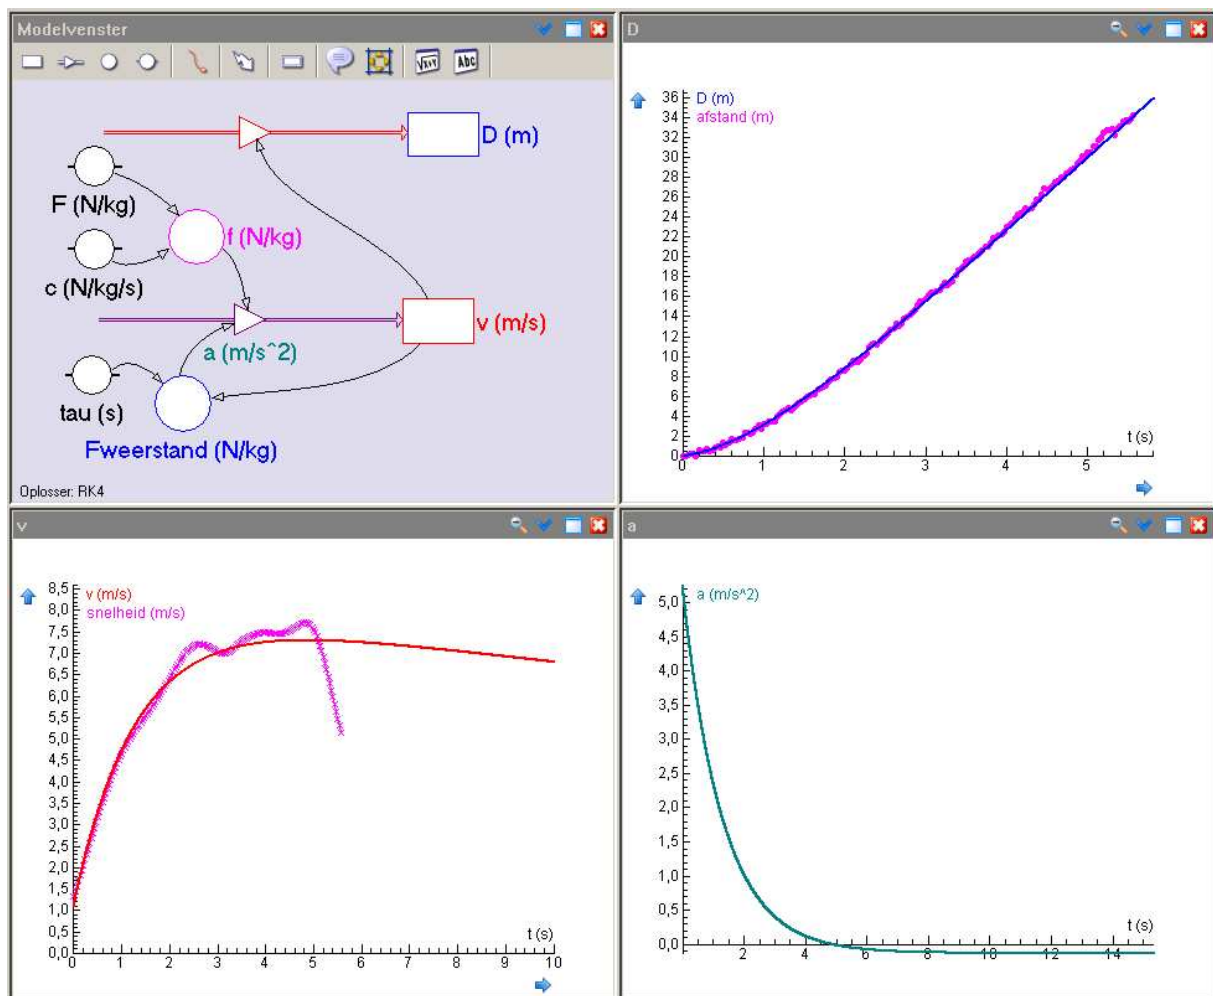 Modelvenster
√x+y
Abc
D (m)
F (N/kg)
f (N/kg)
c (N/kg/s)
v (m/s)
a (m/s^2)
tau (s)
Fweerstand (N/kg)
Oplosser: RK4
D
D (m)
afstand (m)
36
34
32
30
28
26
24
22
20
18
16
14
12
10
8
6
4
2
0
t (s)
0 1 2 3 4 5
v
v (m/s)
snelheid (m/s)
8,5
8,0
7,5
7,0
6,5
6,0
5,5
5,0
4,5
4,0
3,5
3,0
2,5
2,0
1,5
1,0
0,5
0,0
t (s)
0 1 2 3 4 5 6 7 8 9 10
a
a (m/s^2)
5,0
4,5
4,0
3,5
3,0
2,5
2,0
1,5
1,0
0,5
0,0
t (s)
2 4 6 8 10 12 14